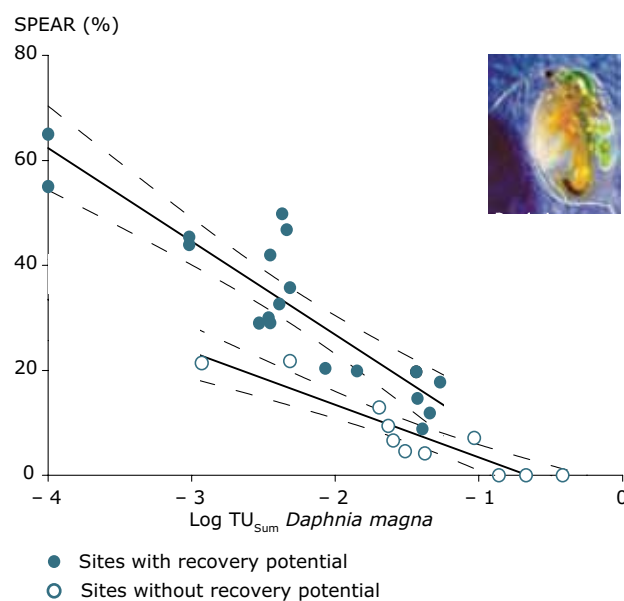 SPEAR (%)
80
60
40
20
0
– 4
– 3
– 2
– 1
0
Log TU_Sum Daphnia magna
Sites with recovery potential
Sites without recovery potential